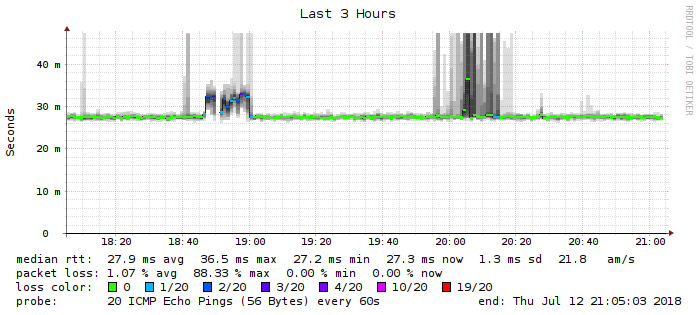 Last 3 Hours
RRDTOOL / TOBI OETIKER
Seconds
40 m
30 m
20 m
10 m
0
18:20 18:40 19:00 19:20 19:40 20:00 20:20 20:40 21:00
median rtt: 27.9 ms avg 36.5 ms max 27.2 ms min 27.3 ms now 1.3 ms sd 21.8 am/s
packet loss: 1.07 % avg 88.33 % max 0.00 % min 0.00 % now
loss color: 0 1/20 2/20 3/20 4/20 10/20 19/20
probe: 20 ICMP Echo Pings (56 Bytes) every 60s end: Thu Jul 12 21:05:03 2018